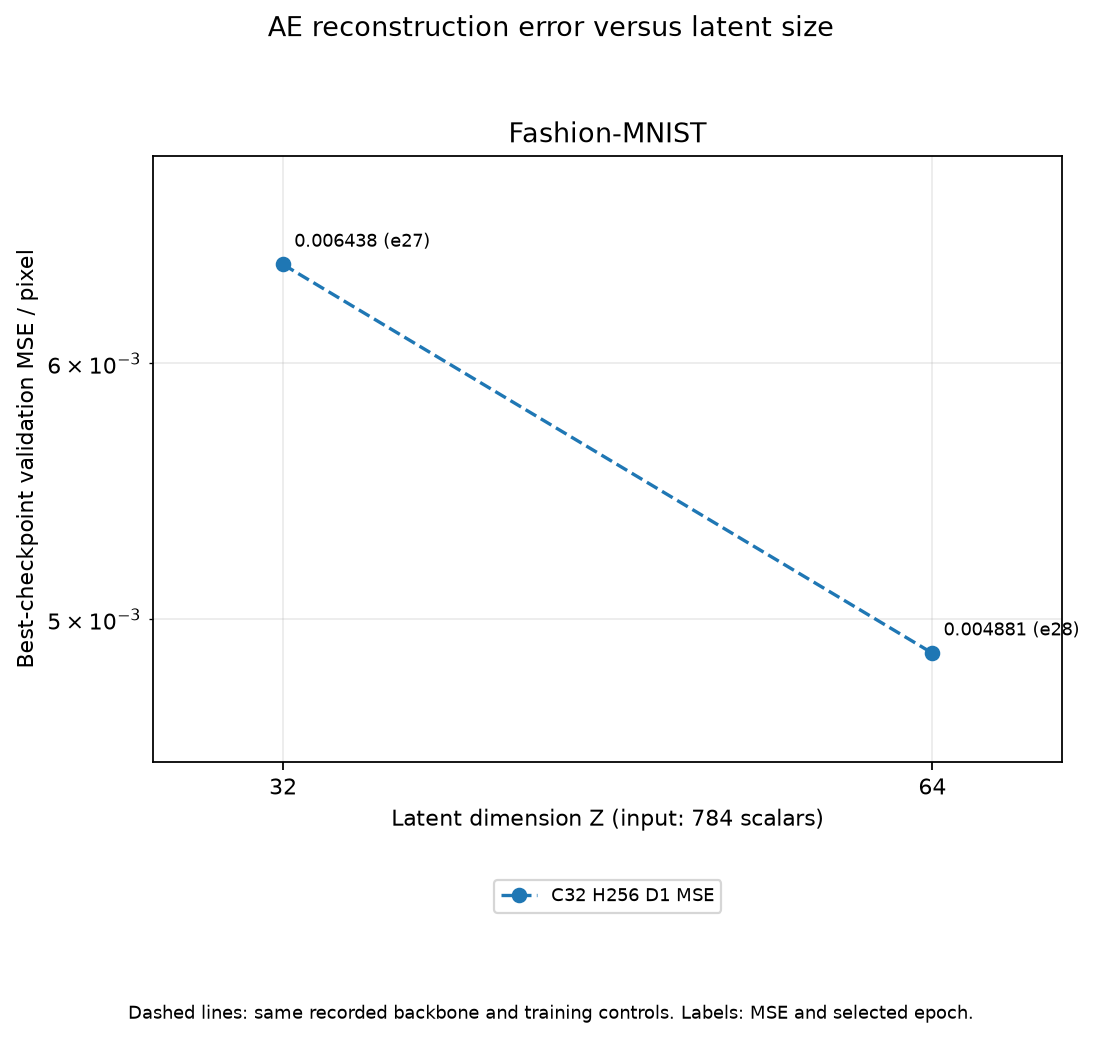 AE reconstruction error versus latent size
Fashion-MNIST
Best-checkpoint validation MSE / pixel
0.006438 (e27)
6 × 10⁻³
5 × 10⁻³
0.004881 (e28)
32
64
Latent dimension Z (input: 784 scalars)
C32 H256 D1 MSE
Dashed lines: same recorded backbone and training controls. Labels: MSE and selected epoch.